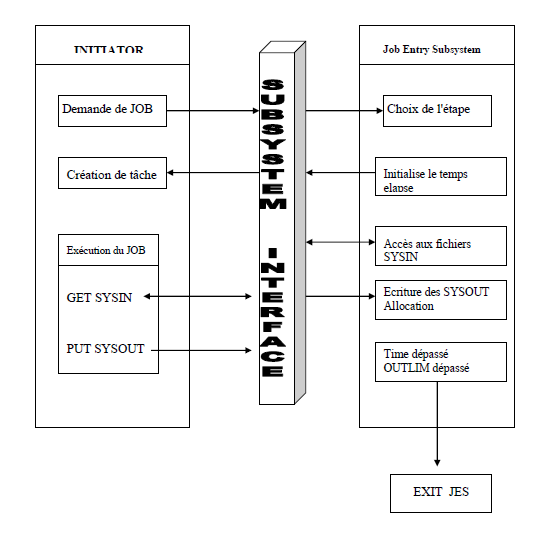 INITIATOR
Demande de JOB
Création de tâche
Exécution du JOB
GET SYSIN
PUT SYSOUT
SUBSYSTEM INTERFACE
Job Entry Subsystem
Choix de l'étape
Initialise le temps
elapse
Accès aux fichiers
SYSIN
Ecriture des SYSOUT
Allocation
Time dépassé
OUTLIM dépassé
EXIT JES